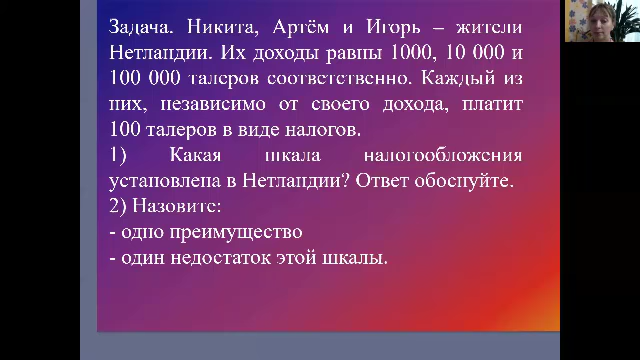 Задача. Никита, Артём и Игорь – жители
Нетландии. Их доходы равны 1000, 10 000 и
100 000 талеров соответственно. Каждый из
них, независимо от своего дохода, платит
100 талеров в виде налогов.
1) Какая шкала налогообложения
установлена в Нетландии? Ответ обоснуйте.
2) Назовите:
- одно преимущество
- один недостаток этой шкалы.